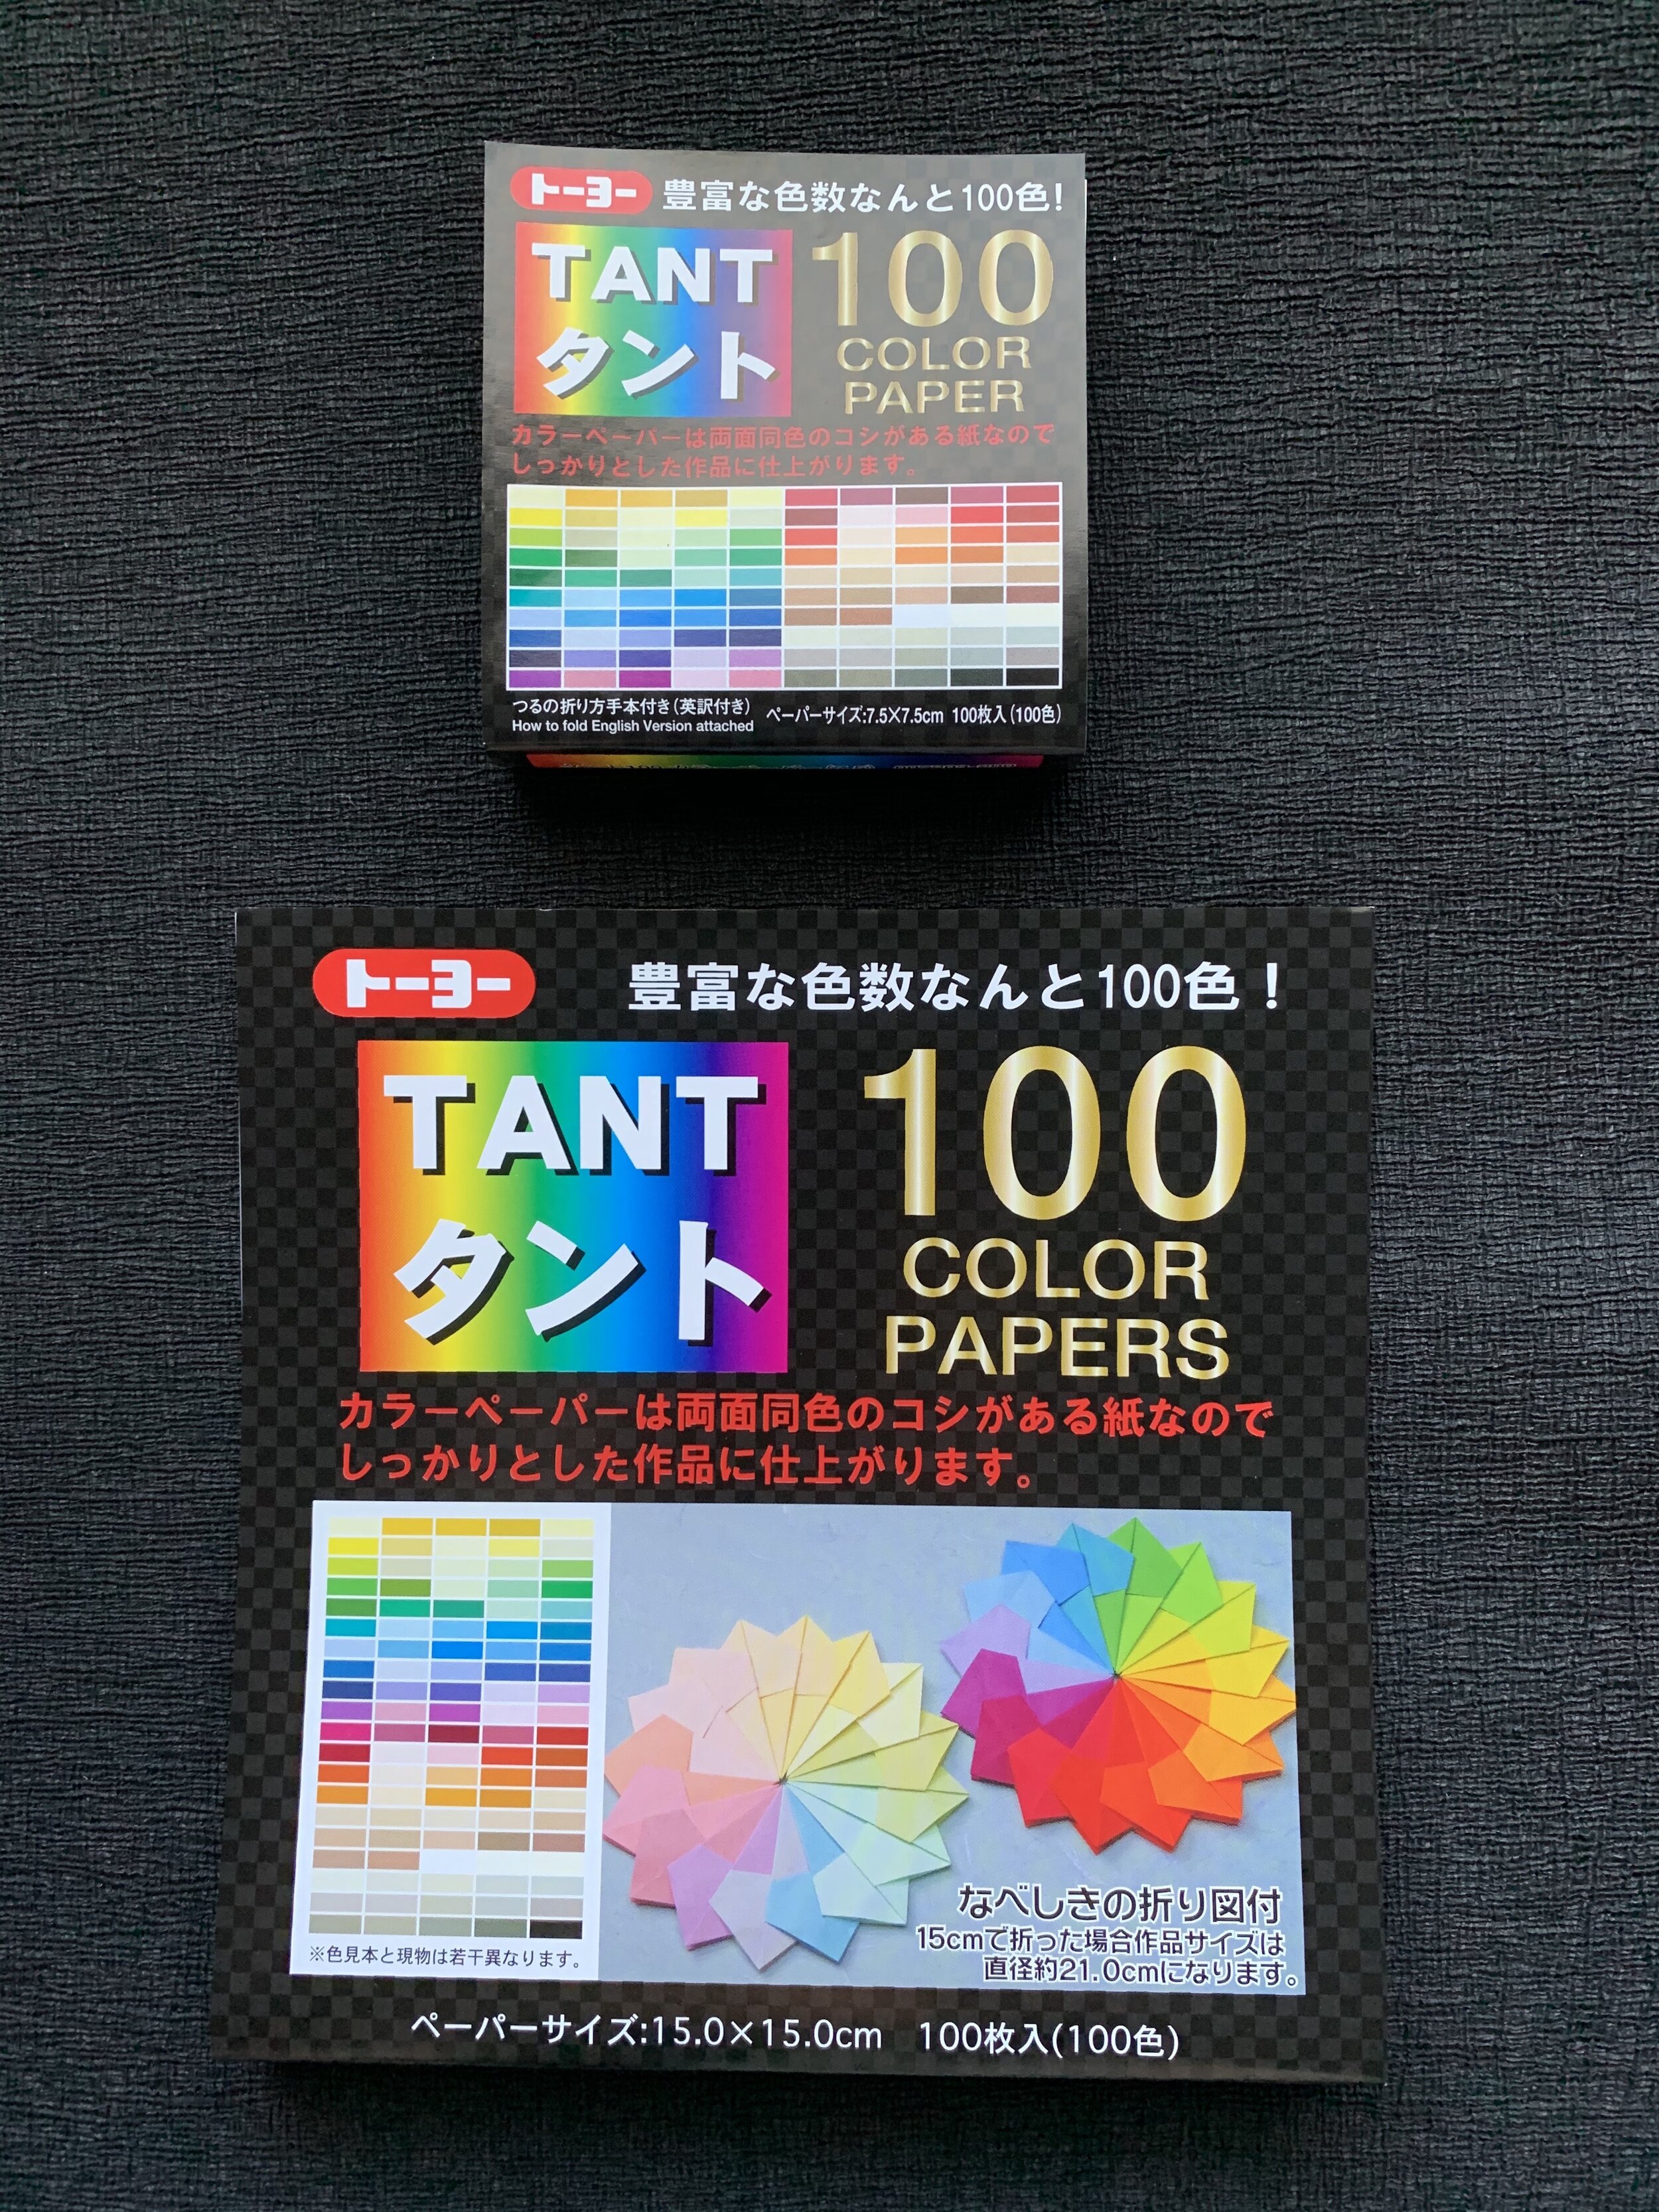 トーヨー 豊富な色数なんと100色!
TANT
タント
100
COLOR
PAPER
カラーペーパーは両面同色のコシがある紙なので
しっかりとした作品に仕上がります。
つるの折り方手本付き(英訳付き)
How to fold English Version attached
ペーパーサイズ:7.5×7.5cm 100枚入(100色)
トーヨー 豊富な色数なんと100色!
TANT
タント
100
COLOR
PAPERS
カラーペーパーは両面同色のコシがある紙なので
しっかりとした作品に仕上がります。
※色見本と現物は若干異なります。
なべしきの折り図付
15cmで折った場合作品サイズは
直径約21.0cmになります。
ペーパーサイズ:15.0×15.0cm 100枚入(100色)